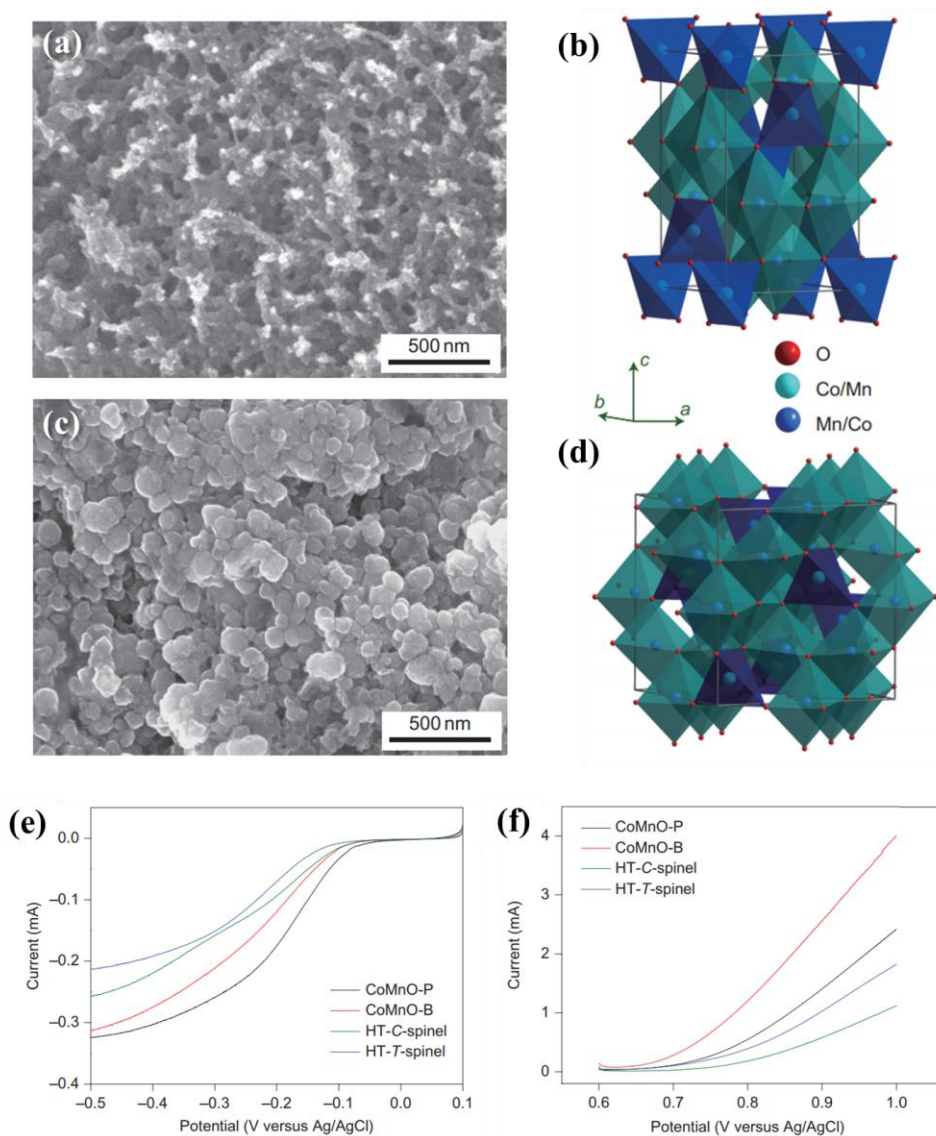 (a)
500 nm
(b)
c
b
a
O
Co/Mn
Mn/Co
(c)
500 nm
(d)
(e)
0.0
–0.1
–0.2
–0.3
–0.4
Current (mA)
CoMnO-P
CoMnO-B
HT-C-spinel
HT-T-spinel
–0.5
–0.4
–0.3
–0.2
–0.1
0.0
0.1
Potential (V versus Ag/AgCl)
(f)
4
3
2
1
0
Current (mA)
CoMnO-P
CoMnO-B
HT-C-spinel
HT-T-spinel
0.6
0.7
0.8
0.9
1.0
Potential (V versus Ag/AgCl)